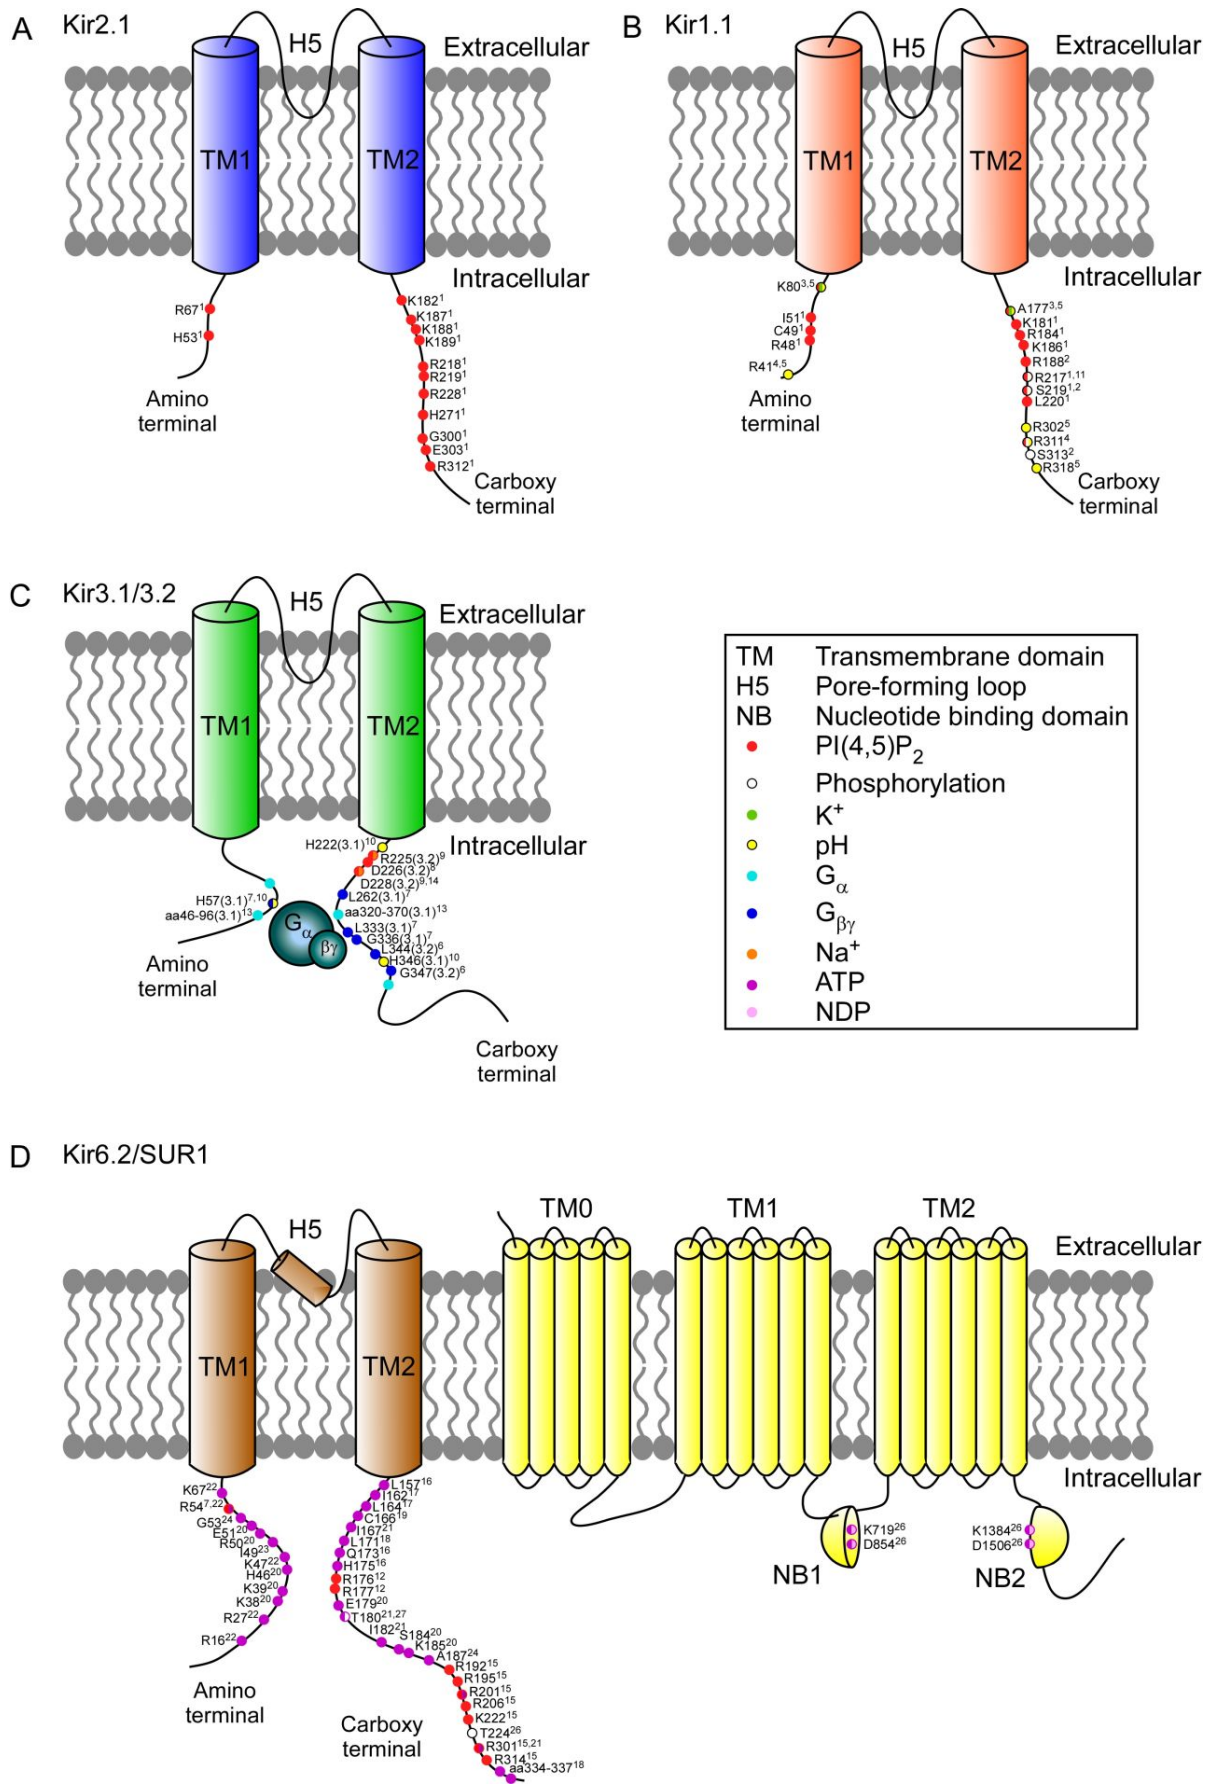 A Kir2.1
H5
Extracellular
TM1
TM2
Intracellular
R67¹
H53¹
Amino
terminal
K182¹
K187¹
K188¹
K189¹
R218¹
R219¹
R228¹
H271¹
G300¹
E303¹
R312¹
Carboxy
terminal
B Kir1.1
H5
Extracellular
TM1
TM2
Intracellular
K80³,⁵
I51¹
C49¹
R48¹
R41⁴,⁵
Amino
terminal
A177³,⁵
K181¹
R184¹
K186¹
R188²
R217¹,¹¹
S219¹,²
L220¹
R302⁵
R311⁴
S313²
R318⁵
Carboxy
terminal
C Kir3.1/3.2
H5
Extracellular
TM1
TM2
Intracellular
H57(3.1)⁷,¹⁰
aa46-96(3.1)¹³
Amino
terminal
Gα
βγ
H222(3.1)¹⁰
R225(3.2)⁹
D226(3.2)⁸
D228(3.2)⁹,¹⁴
L262(3.1)⁷
aa320-370(3.1)¹³
L333(3.1)⁷
G336(3.1)⁷
L344(3.2)⁶
H346(3.1)¹⁰
G347(3.2)⁶
Carboxy
terminal
TM Transmembrane domain
H5 Pore-forming loop
NB Nucleotide binding domain
PI(4,5)P₂
Phosphorylation
K⁺
pH
Gα
Gβγ
Na⁺
ATP
NDP
D Kir6.2/SUR1
H5
TM0
TM1
TM2
Extracellular
TM1
TM2
Intracellular
K67²²
R54⁷,²²
G53²⁴
E51²⁰
R50²⁰
I49²³
K47²²
H46²⁰
K39²⁰
K38²⁰
R27²²
R16²²
Amino
terminal
L157¹⁶
I162¹⁷
L164¹⁷
C166¹⁹
I167²¹
L171¹⁸
Q173¹⁶
H175¹⁶
R176¹²
R177¹²
E179²⁰
T180²¹,²⁷
I182²¹
S184²⁰
K185²⁰
A187²⁴
R192¹⁵
R195¹⁵
R201¹⁵
R206¹⁵
K222¹⁵
T224²⁶
R301¹⁵,²¹
R314¹⁵
aa334-337¹⁸
Carboxy
terminal
K719²⁶
D854²⁶
NB1
K1384²⁶
D1506²⁶
NB2